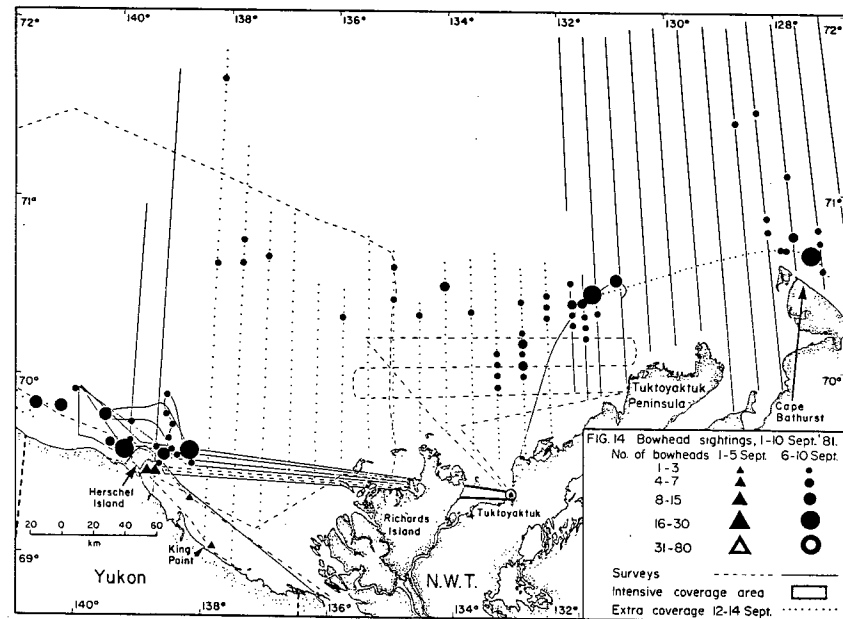 72° 140° 138° 136° 134° 132° 130° 128° 72°
71° 71°
70° 70°
Tuktoyaktuk
Peninsula
Cape
Bathurst
Herschel
Island
20 0 20 40 60
km
King
Point
69°
Yukon
Richards
Island
Tuktoyaktuk
N.W.T.
140° 138° 136° 134° 132°
FIG. 14 Bowhead sightings, 1-10 Sept. '81.
No. of bowheads 1-5 Sept. 6-10 Sept.
1-3
4-7
8-15
16-30
31-80
Surveys
Intensive coverage area
Extra coverage 12-14 Sept.